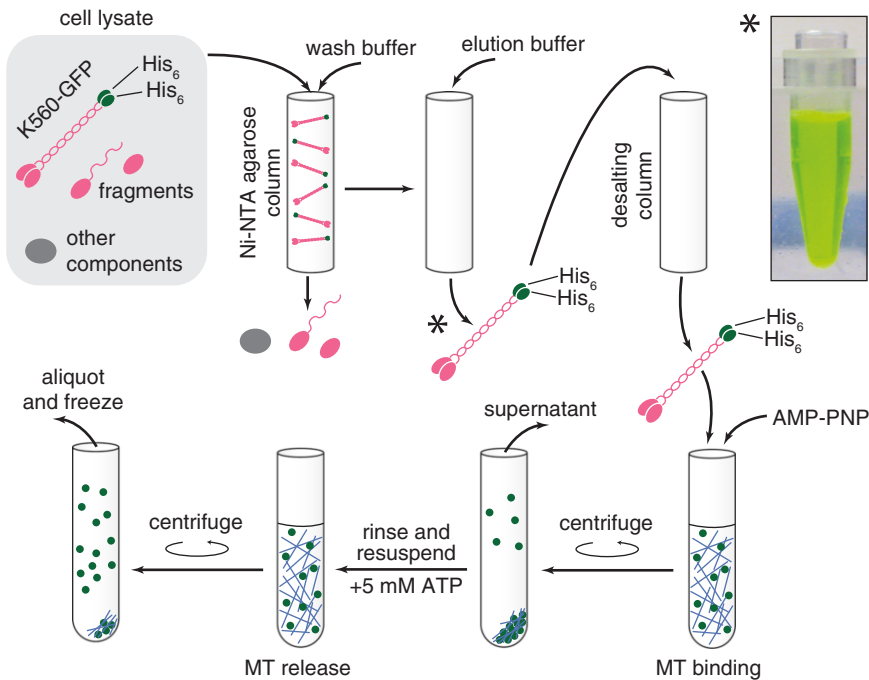 cell lysate
K560-GFP
His6
His6
fragments
other
components
wash buffer
Ni-NTA agarose
column
elution buffer
*
His6
His6
desalting
column
*
His6
His6
AMP-PNP
MT binding
centrifuge
supernatant
rinse and
resuspend
+5 mM ATP
MT release
centrifuge
aliquot
and freeze